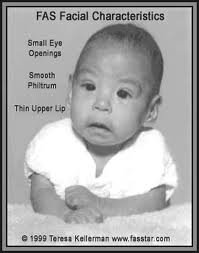 FAS Facial Characteristics
Small Eye
Openings
Smooth
Philtrum
Thin Upper Lip
© 1999 Teresa Kellerman www.fasstar.com